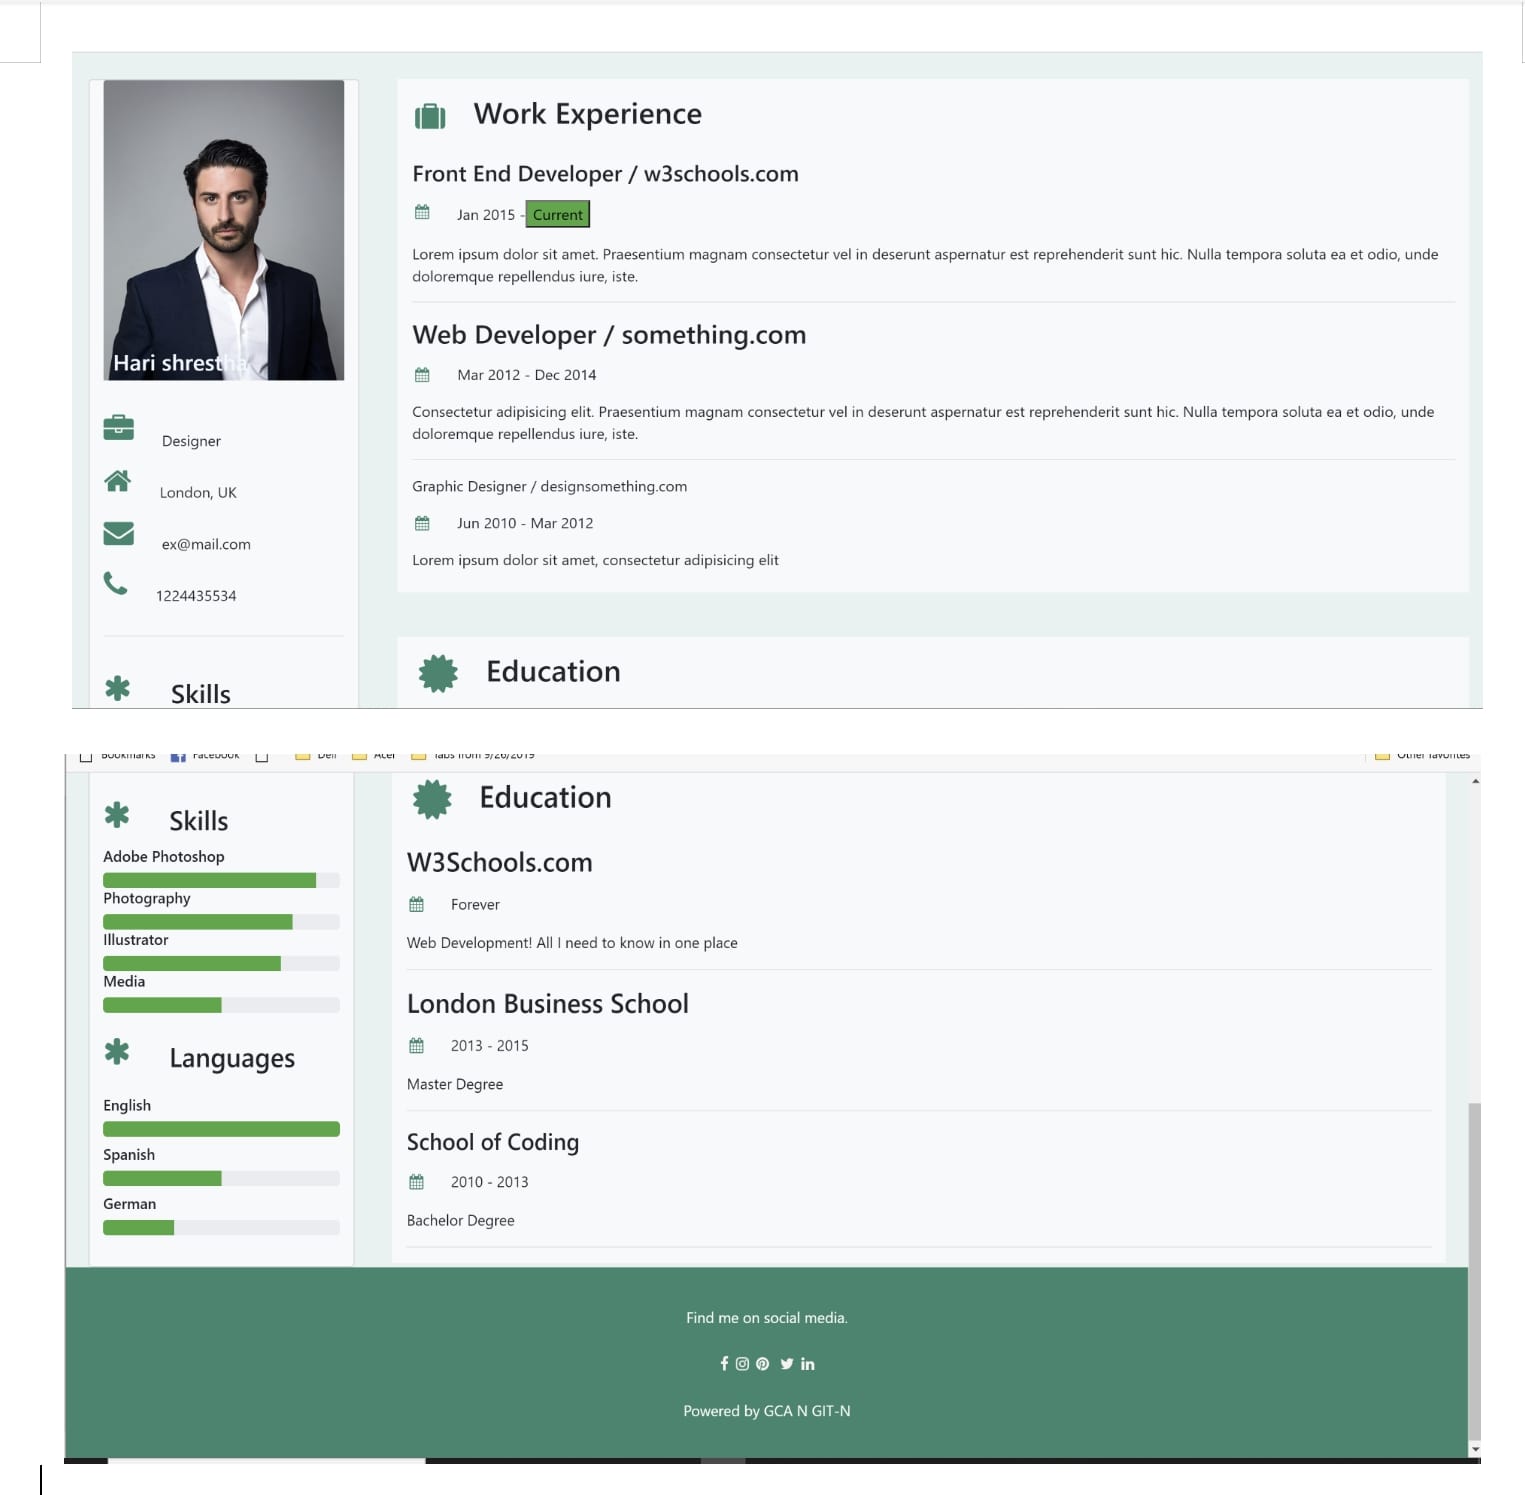 Hari shrestha
Designer
London, UK
ex@mail.com
1224435534
Skills
Work Experience
Front End Developer / w3schools.com
Jan 2015 - Current
Lorem ipsum dolor sit amet. Praesentium magnam consectetur vel in deserunt aspernatur est reprehenderit sunt hic. Nulla tempora soluta ea et odio, unde
doloremque repellendus iure, iste.
Web Developer / something.com
Mar 2012 - Dec 2014
Consectetur adipisicing elit. Praesentium magnam consectetur vel in deserunt aspernatur est reprehenderit sunt hic. Nulla tempora soluta ea et odio, unde
doloremque repellendus iure, iste.
Graphic Designer / designsomething.com
Jun 2010 - Mar 2012
Lorem ipsum dolor sit amet, consectetur adipisicing elit
Education
Bookmarks Facebook Dell Acer Tabs from 9/26/2019 Other favorites
Skills
Adobe Photoshop
Photography
Illustrator
Media
Languages
English
Spanish
German
Education
W3Schools.com
Forever
Web Development! All I need to know in one place
London Business School
2013 - 2015
Master Degree
School of Coding
2010 - 2013
Bachelor Degree
Find me on social media.
Powered by GCA N GIT-N